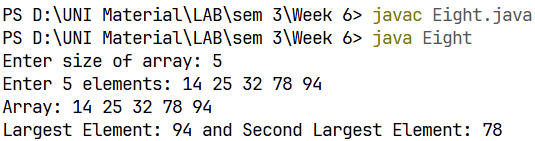 PS D:\UNI Material\LAB\sem 3\Week 6> javac Eight.java
PS D:\UNI Material\LAB\sem 3\Week 6> java Eight
Enter size of array: 5
Enter 5 elements: 14 25 32 78 94
Array: 14 25 32 78 94
Largest Element: 94 and Second Largest Element: 78